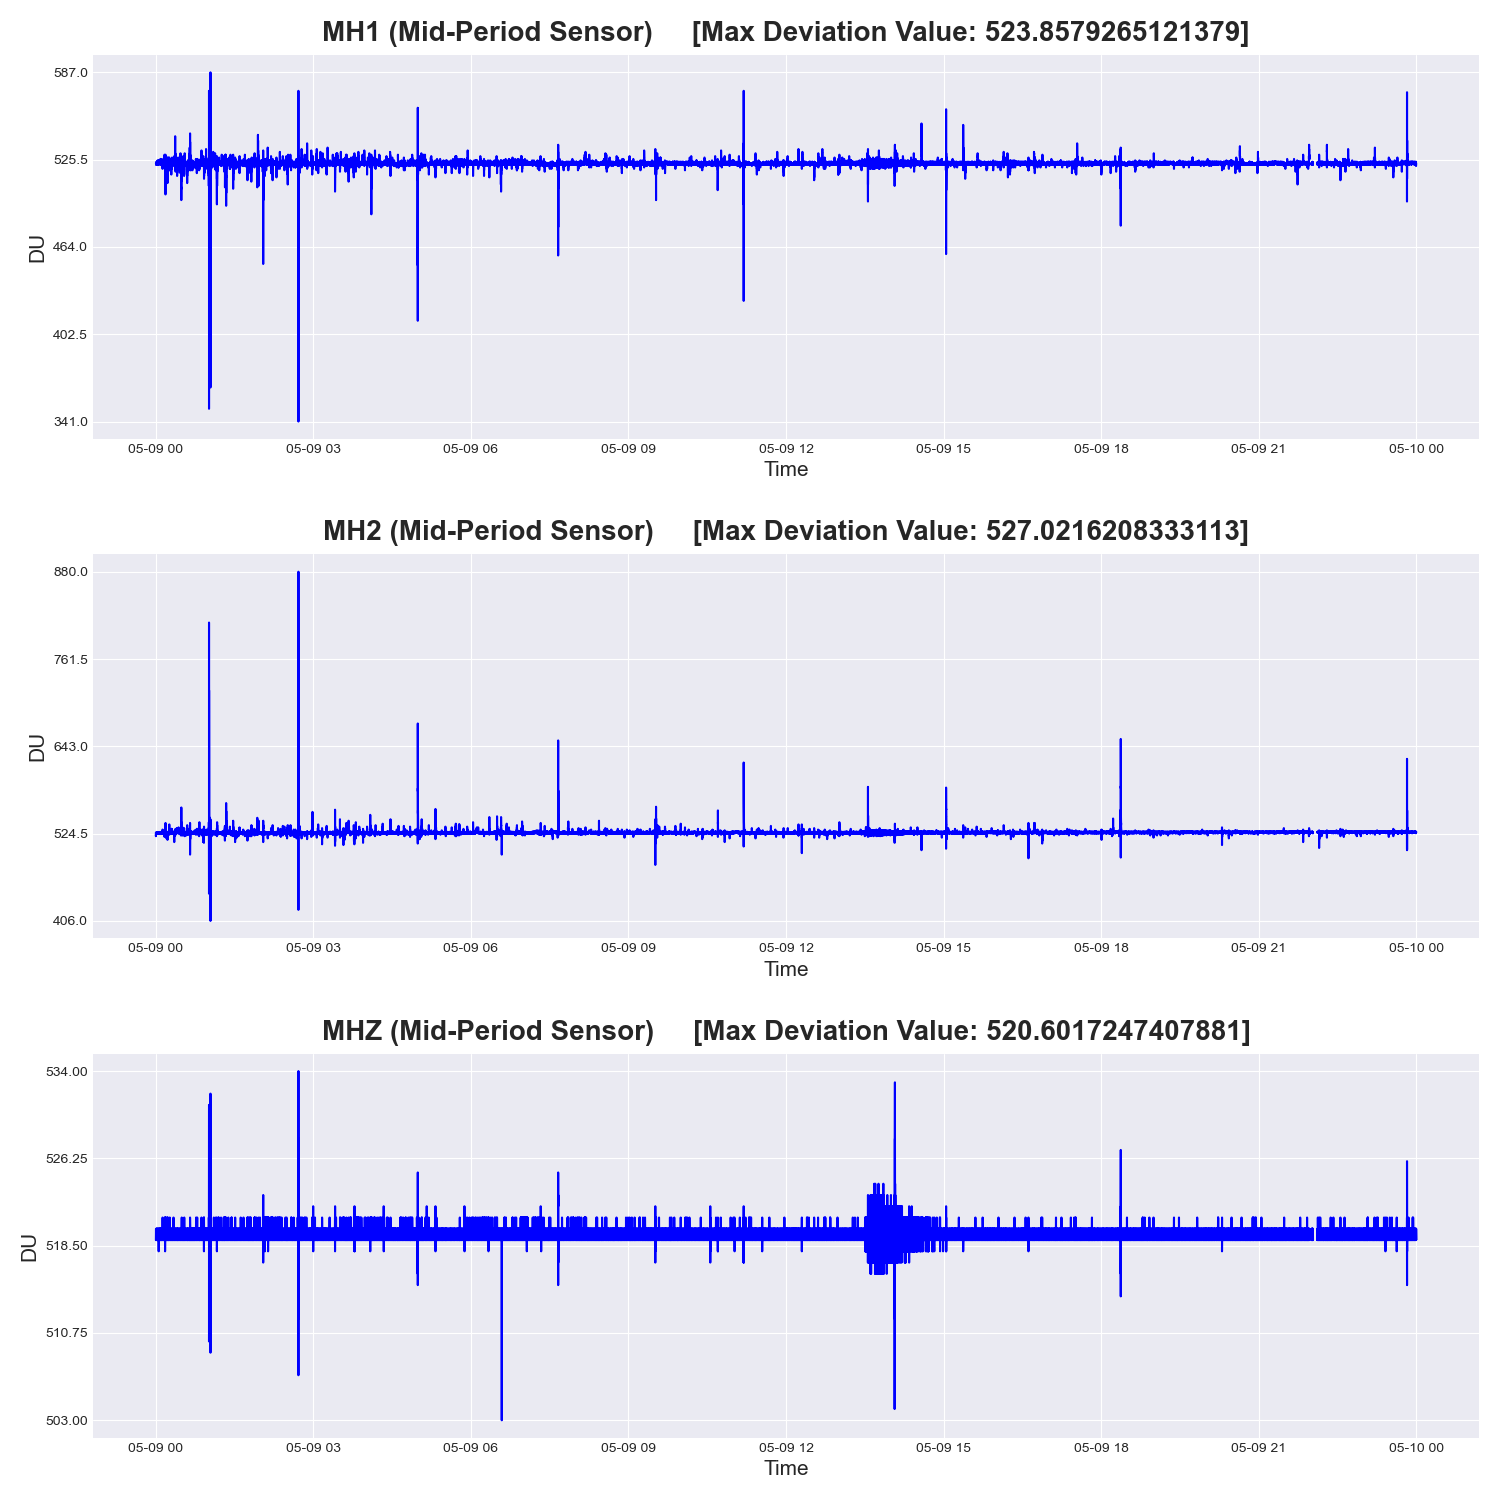 MH1 (Mid-Period Sensor) [Max Deviation Value: 523.8579265121379]
587.0
525.5
464.0
402.5
341.0
DU
05-09 00 05-09 03 05-09 06 05-09 09 05-09 12 05-09 15 05-09 18 05-09 21 05-10 00
Time
MH2 (Mid-Period Sensor) [Max Deviation Value: 527.0216208333113]
880.0
761.5
643.0
524.5
406.0
DU
05-09 00 05-09 03 05-09 06 05-09 09 05-09 12 05-09 15 05-09 18 05-09 21 05-10 00
Time
MHZ (Mid-Period Sensor) [Max Deviation Value: 520.6017247407881]
534.00
526.25
518.50
510.75
503.00
DU
05-09 00 05-09 03 05-09 06 05-09 09 05-09 12 05-09 15 05-09 18 05-09 21 05-10 00
Time